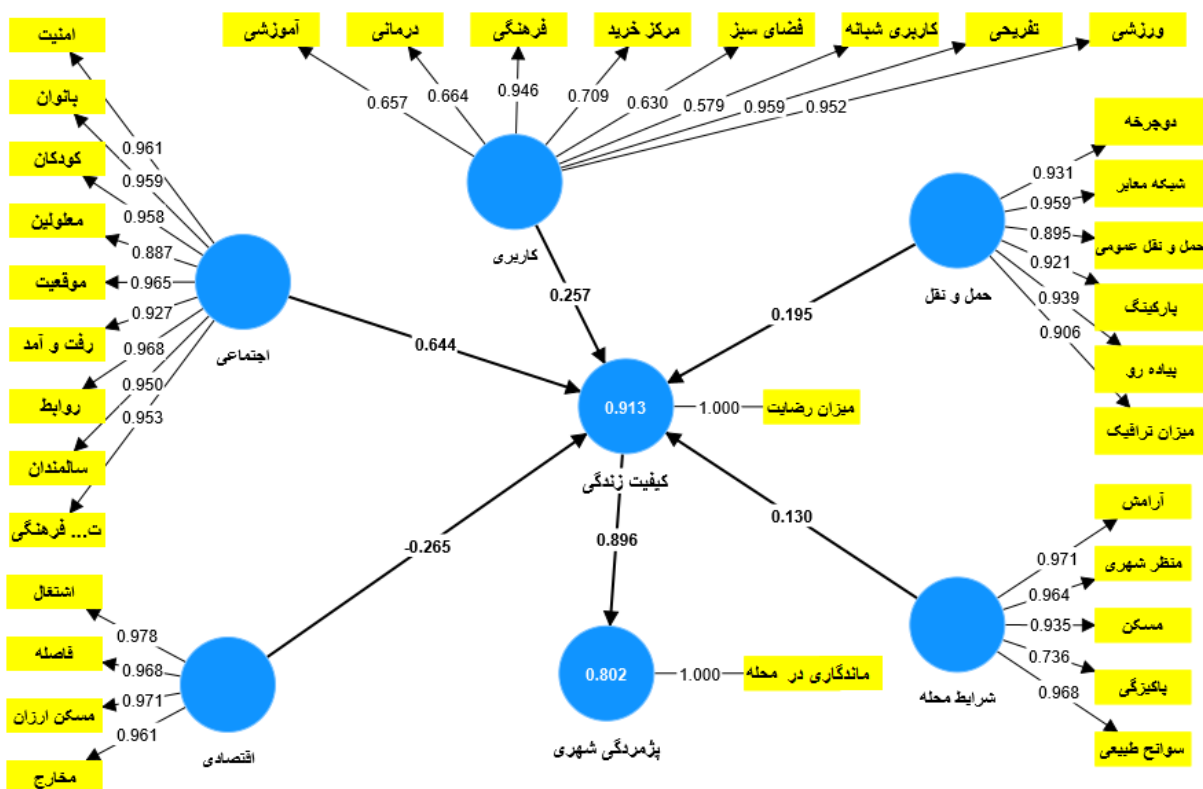 آموزشی
درمانی
فرهنگی
مرکز خرید
فضای سبز
کاربری شبانه
تفریحی
ورزشی
0.657
0.664
0.946
0.709
0.630
0.579
0.959
0.952
کاربری
0.257
امنیت
بانوان
کودکان
معلولین
موقعیت
رفت و آمد
روابط
سالمندان
ت... فرهنگی
0.961
0.959
0.958
0.887
0.965
0.927
0.968
0.950
0.953
اجتماعی
0.644
دوچرخه
شبکه معابر
حمل و نقل عمومی
پارکینگ
پیاده رو
میزان ترافیک
0.931
0.959
0.895
0.921
0.939
0.906
حمل و نقل
0.195
0.913
1.000
میزان رضایت
کیفیت زندگی
اشتغال
فاصله
مسکن ارزان
مخارج
0.978
0.968
0.971
0.961
اقتصادی
-0.265
0.896
0.802
1.000
ماندگاری در محله
پژمردگی شهری
آرامش
منظر شهری
مسکن
پاکیزگی
سوانح طبیعی
0.971
0.964
0.935
0.736
0.968
شرایط محله
0.130